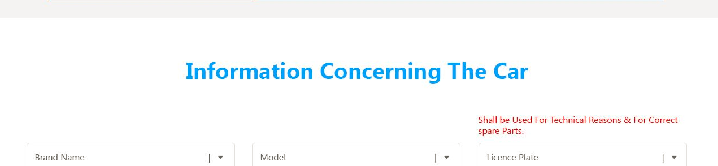 Information Concerning The Car
Shall be Used For Technical Reasons & For Correct
spare Parts.
Brand Name
Model
Licence Plate